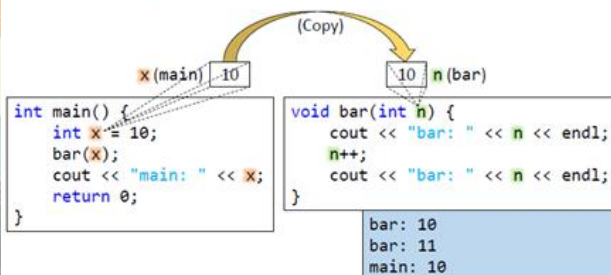 (Copy)
x (main) 10
10 n (bar)
int main() {
    int x = 10;
    bar(x);
    cout << "main: " << x;
    return 0;
}
void bar(int n) {
    cout << "bar: " << n << endl;
    n++;
    cout << "bar: " << n << endl;
}
bar: 10
bar: 11
main: 10